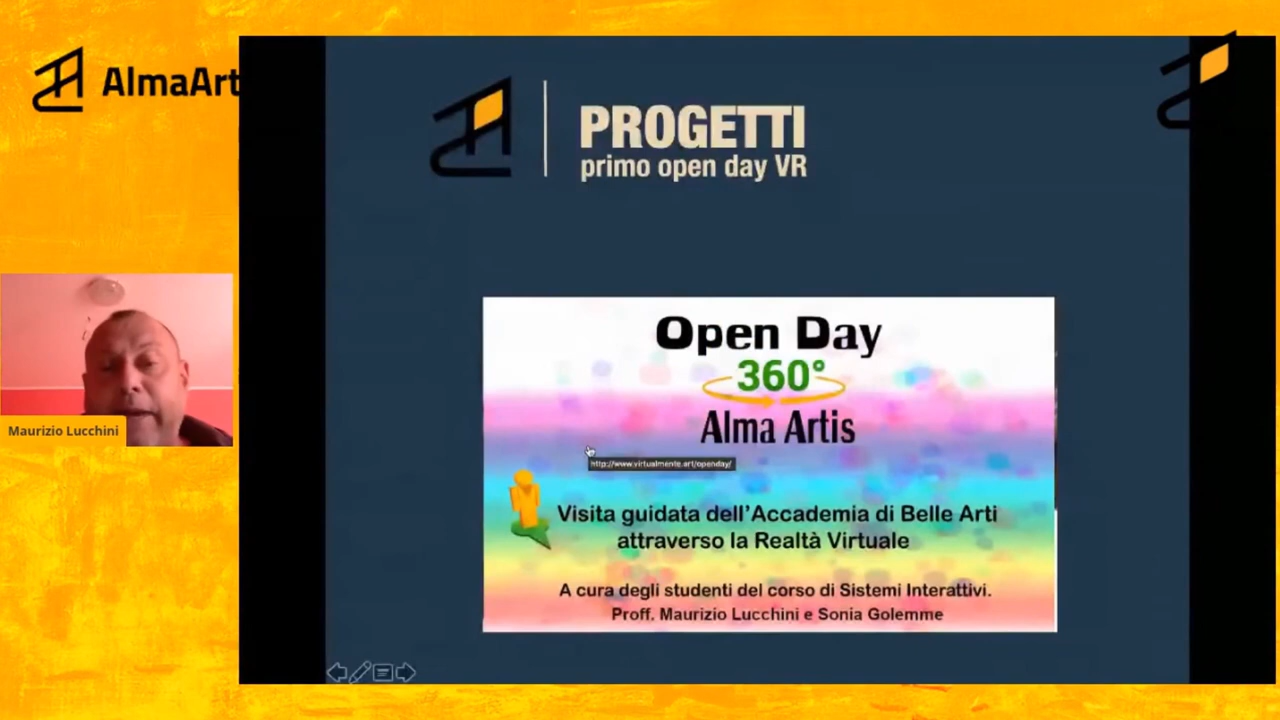 AlmaArt
PROGETTI
primo open day VR
Open Day
360°
Alma Artis
http://www.virtualmente.art/openday/
Visita guidata dell'Accademia di Belle Arti
attraverso la Realtà Virtuale
A cura degli studenti del corso di Sistemi Interattivi.
Proff. Maurizio Lucchini e Sonia Golemme
Maurizio Lucchini